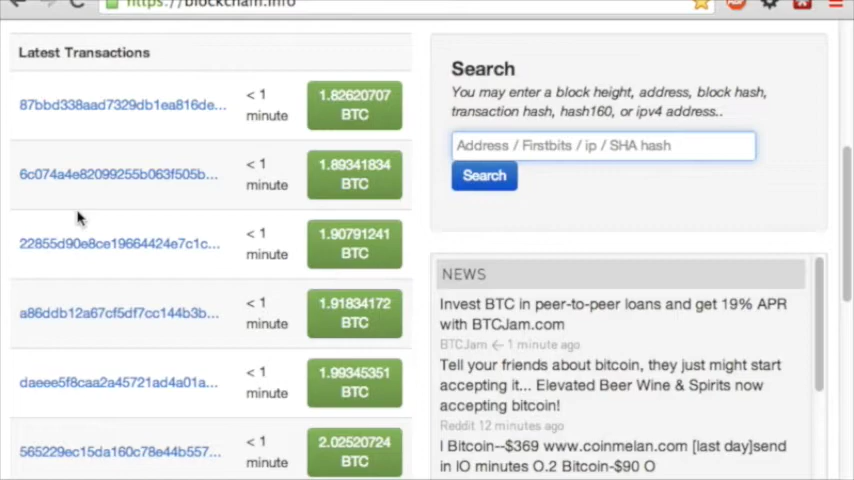 https://blockchain.info
Latest Transactions
87bbd338aad7329db1ea816de...
< 1
minute
1.82620707
BTC
6c074a4e82099255b063f505b...
< 1
minute
1.89341834
BTC
22855d90e8ce19664424e7c1c...
< 1
minute
1.90791241
BTC
a86ddb12a67cf5df7cc144b3b...
< 1
minute
1.91834172
BTC
daeee5f8caa2a45721ad4a01a...
< 1
minute
1.99345351
BTC
565229ec15da160c78e44b557...
< 1
minute
2.02520724
BTC
Search
You may enter a block height, address, block hash,
transaction hash, hash160, or ipv4 address..
Address / Firstbits / ip / SHA hash
Search
NEWS
Invest BTC in peer-to-peer loans and get 19% APR
with BTCJam.com
BTCJam ← 1 minute ago
Tell your friends about bitcoin, they just might start
accepting it... Elevated Beer Wine & Spirits now
accepting bitcoin!
Reddit 12 minutes ago
l Bitcoin--$369 www.coinmelan.com [last day]send
in lO minutes O.2 Bitcoin-$90 O